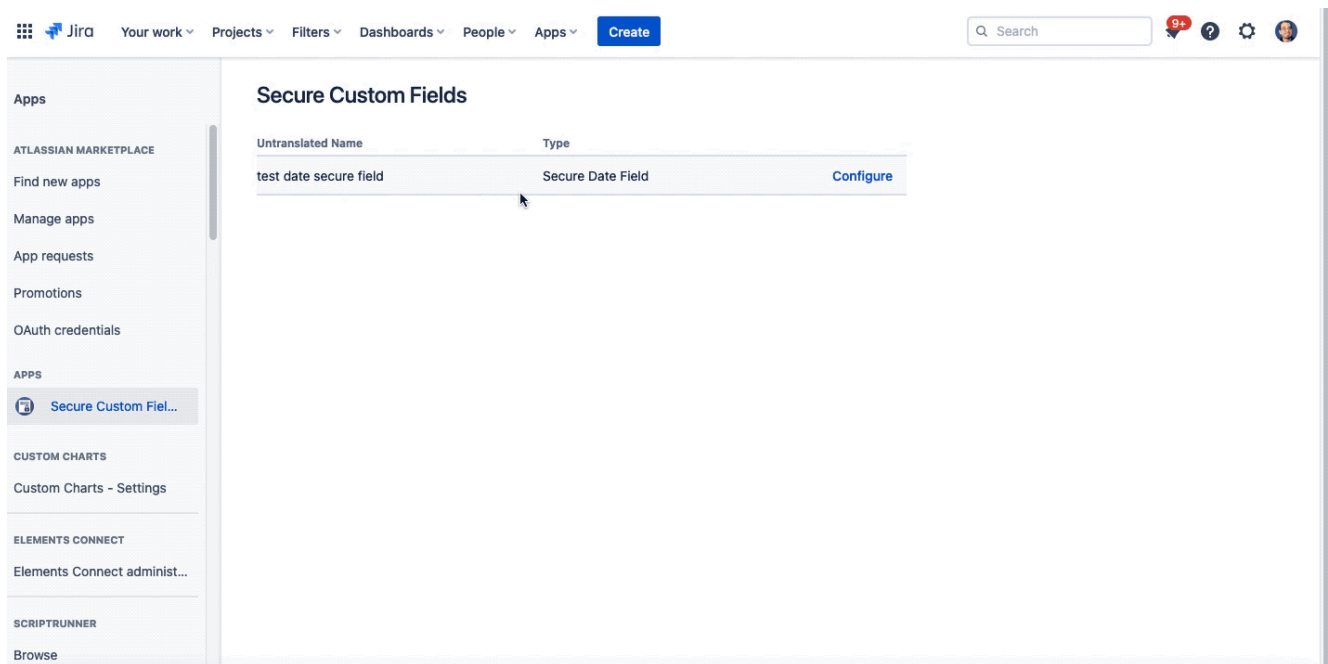 Jira Your work Projects Filters Dashboards People Apps Create Search 9+ ?
Apps
ATLASSIAN MARKETPLACE
Find new apps
Manage apps
App requests
Promotions
OAuth credentials
APPS
Secure Custom Fiel...
CUSTOM CHARTS
Custom Charts - Settings
ELEMENTS CONNECT
Elements Connect administ...
SCRIPTRUNNER
Browse
Secure Custom Fields
Untranslated Name Type
test date secure field Secure Date Field Configure